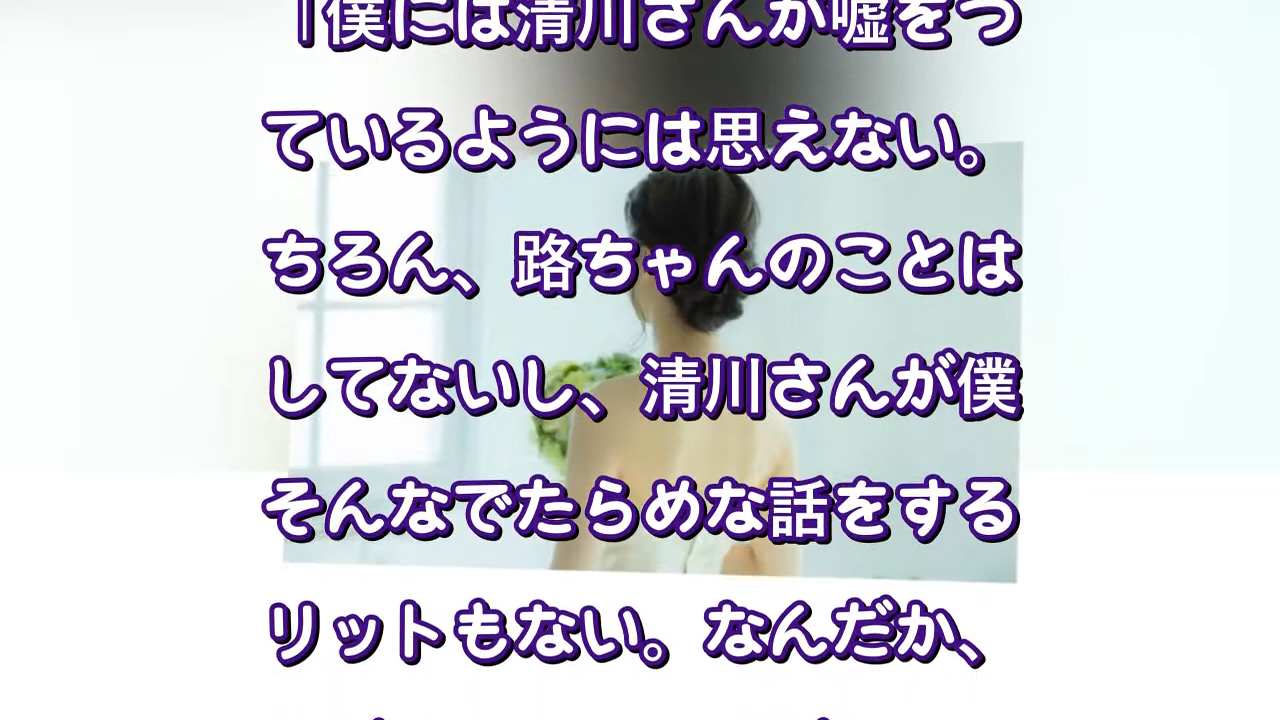 「僕には清川さんが嘘をつ
ているようには思えない。
ちろん、路ちゃんのことは
してないし、清川さんが僕
そんなでたらめな話をする
リットもない。なんだか、